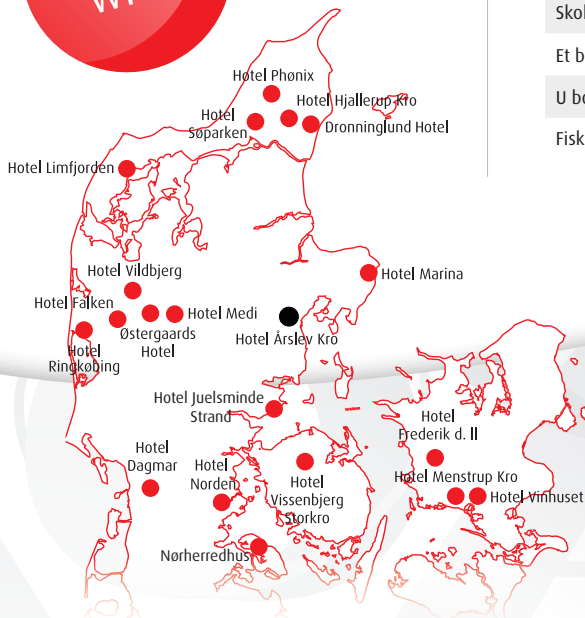 Hotel Phønix
Hotel Hjallerup Kro
Hotel
Søparken
Dronninglund Hotel
Hotel Limfjorden
Hotel Vildbjerg
Hotel Marina
Hotel Falken
Hotel Medi
Østergaards
Hotel
Hotel Årslev Kro
Hotel
Ringkøbing
Hotel Juelsminde
Strand
Hotel
Frederik d. II
Hotel
Dagmar
Hotel
Norden
Hotel
Vissenbjerg
Storkro
Hotel Menstrup Kro
Hotel Vinhuset
Nørherredhus
Et b
U bo
Fisk